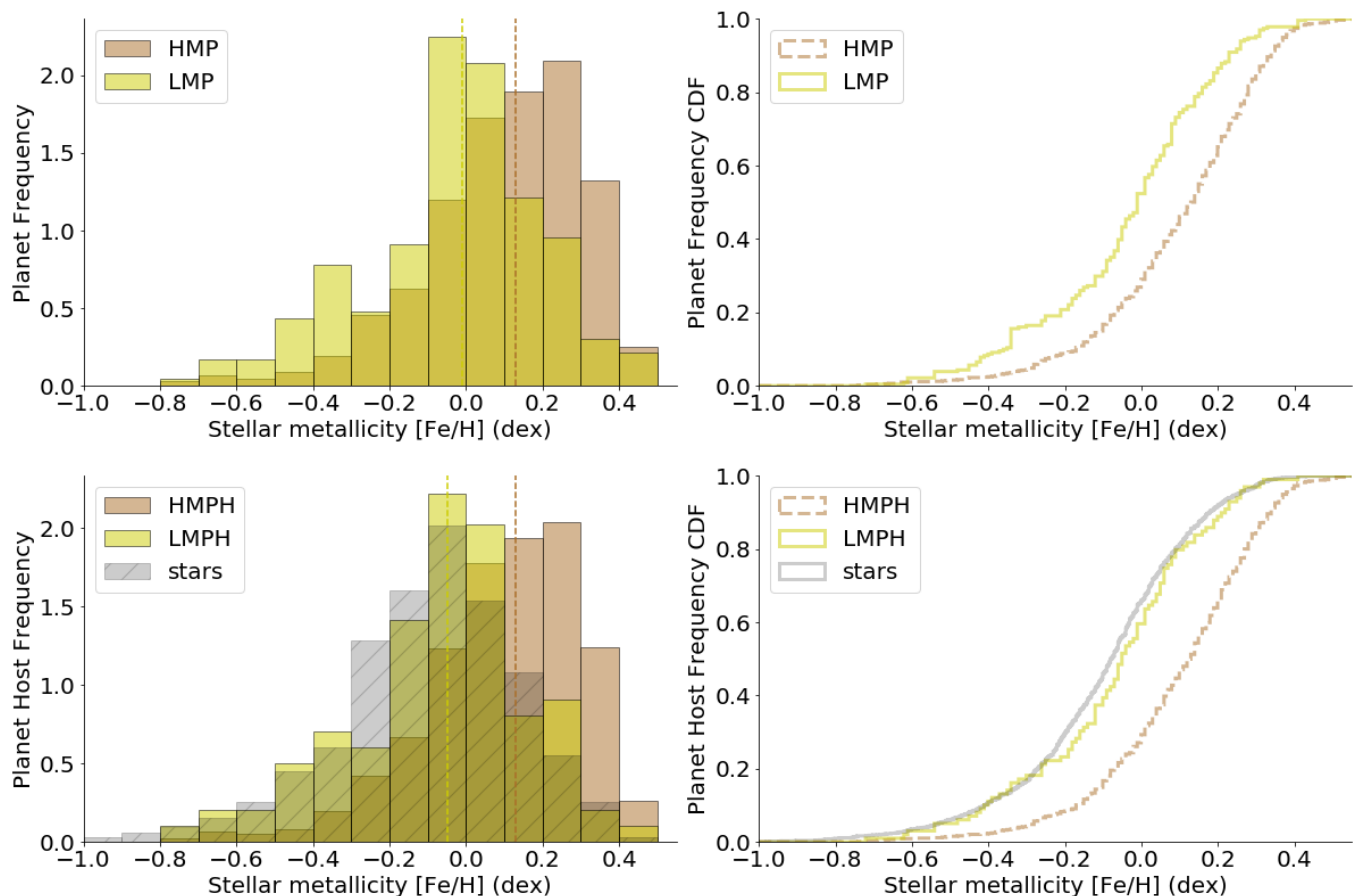 HMP
LMP
Planet Frequency
0.0
0.5
1.0
1.5
2.0
−1.0 −0.8 −0.6 −0.4 −0.2 0.0 0.2 0.4
Stellar metallicity [Fe/H] (dex)
HMP
LMP
Planet Frequency CDF
1.0
0.8
0.6
0.4
0.2
0.0
−1.0 −0.8 −0.6 −0.4 −0.2 0.0 0.2 0.4
Stellar metallicity [Fe/H] (dex)
HMPH
LMPH
stars
Planet Host Frequency
2.0
1.5
1.0
0.5
0.0
−1.0 −0.8 −0.6 −0.4 −0.2 0.0 0.2 0.4
Stellar metallicity [Fe/H] (dex)
HMPH
LMPH
stars
Planet Host Frequency CDF
1.0
0.8
0.6
0.4
0.2
0.0
−1.0 −0.8 −0.6 −0.4 −0.2 0.0 0.2 0.4
Stellar metallicity [Fe/H] (dex)